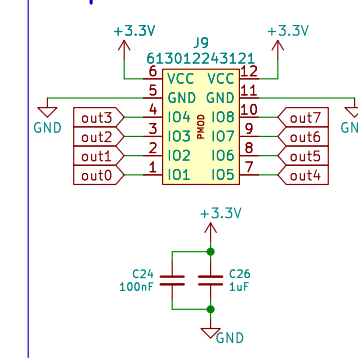 +3.3V +3.3V
J9
613012243121
6 VCC VCC 12
5 GND GND 11
GND
out3 4 IO4 IO8 10 out7
out2 3 IO3 IO7 9 out6
out1 2 IO2 IO6 8 out5
out0 1 IO1 IO5 7 out4
PMOD
+3.3V
C24 C26
100nF 1uF
GND